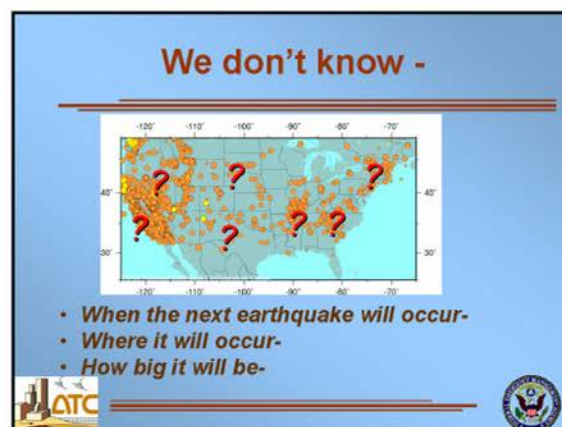 We don't know -
-120° -110° -100° -90° -80° -70°
? ? ?
40° 40°
? ? ? ?
30° 30°
-120° -110° -100° -90° -80° -70°
• When the next earthquake will occur-
• Where it will occur-
• How big it will be-
ATC